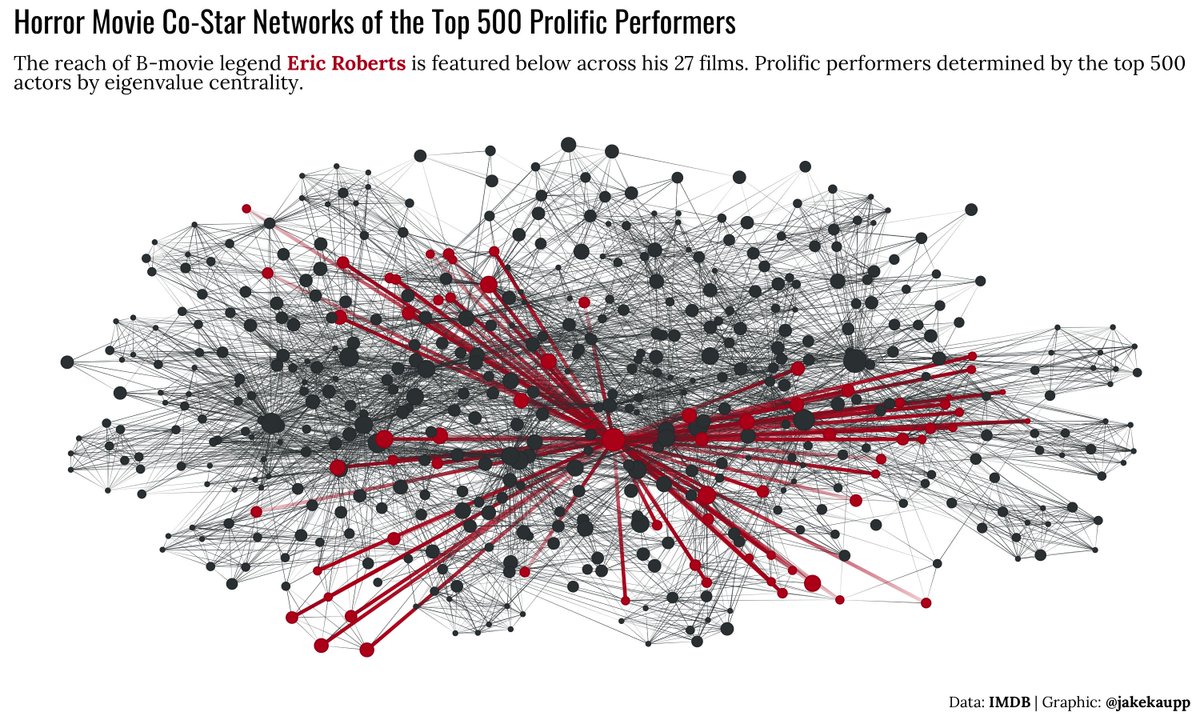 Horror Movie Co-Star Networks of the Top 500 Prolific Performers
The reach of B-movie legend Eric Roberts is featured below across his 27 films. Prolific performers determined by the top 500
actors by eigenvalue centrality.
Data: IMDB | Graphic: @jakekaupp